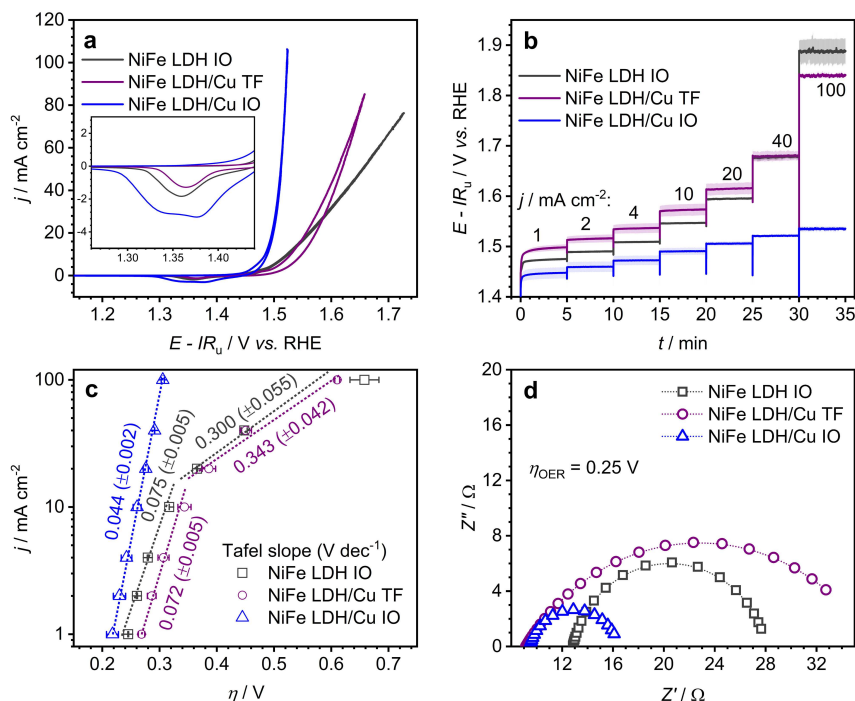 a
NiFe LDH IO
NiFe LDH/Cu TF
NiFe LDH/Cu IO
120
100
80
60
40
20
0
j / mA cm-2
2
0
-2
-4
1.30
1.35
1.40
1.2
1.3
1.4
1.5
1.6
1.7
E - IRu / V vs. RHE
b
NiFe LDH IO
NiFe LDH/Cu TF
NiFe LDH/Cu IO
1.9
1.8
1.7
1.6
1.5
1.4
E - IRu / V vs. RHE
j / mA cm-2:
1
2
4
10
20
40
100
0
5
10
15
20
25
30
35
t / min
c
100
10
1
j / mA cm-2
0.044 (±0.002)
0.075 (±0.005)
0.072 (±0.005)
0.300 (±0.055)
0.343 (±0.042)
Tafel slope (V dec-1)
NiFe LDH IO
NiFe LDH/Cu TF
NiFe LDH/Cu IO
0.2
0.3
0.4
0.5
0.6
0.7
η / V
d
NiFe LDH IO
NiFe LDH/Cu TF
NiFe LDH/Cu IO
ηOER = 0.25 V
20
16
12
8
4
0
Z'' / Ω
12
16
20
24
28
32
Z' / Ω